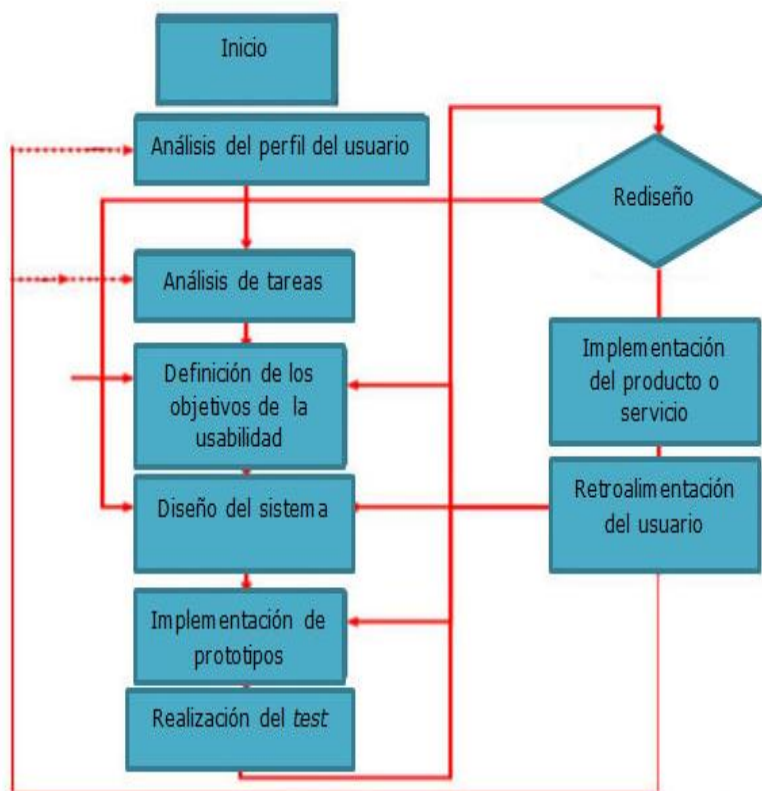 Inicio
Análisis del perfil del usuario
Análisis de tareas
Definición de los
objetivos de la
usabilidad
Diseño del sistema
Implementación de
prototipos
Realización del test
Rediseño
Implementación
del producto o
servicio
Retroalimentación
del usuario